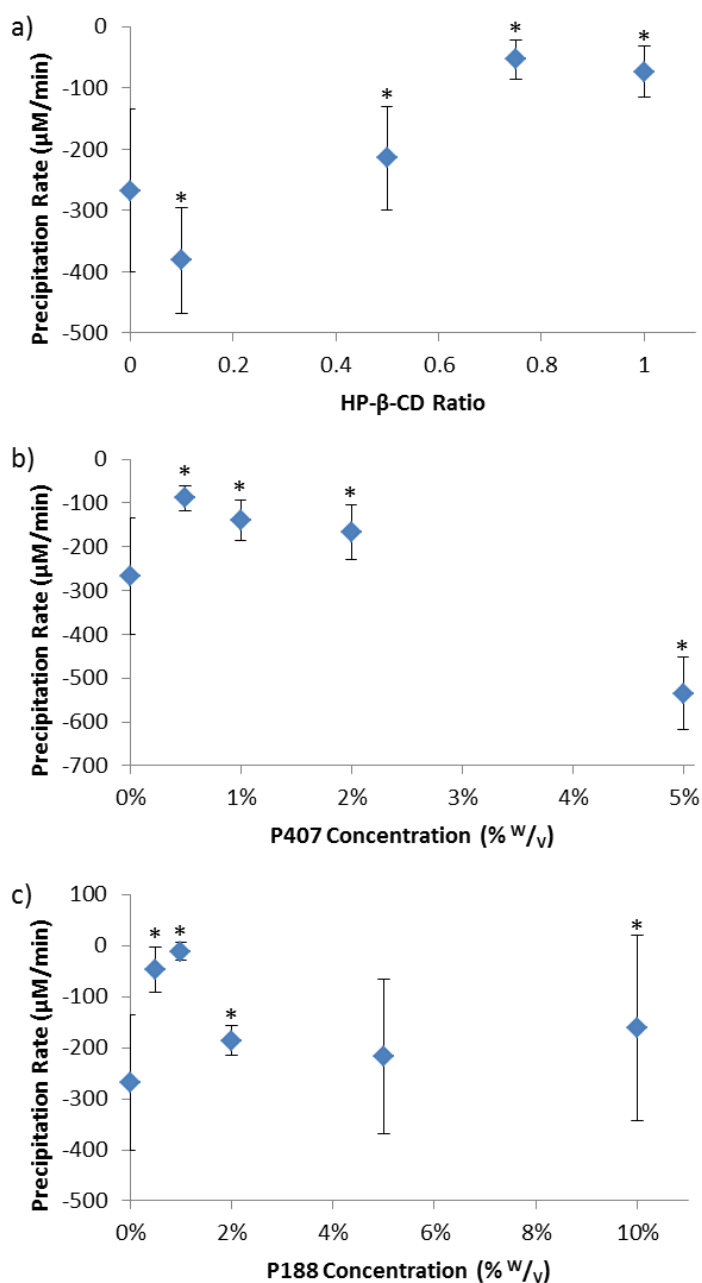 a)
Precipitation Rate (µM/min)
0
-100
-200
-300
-400
-500
* * * * 
0 0.2 0.4 0.6 0.8 1
HP-β-CD Ratio
b)
Precipitation Rate (µM/min)
0
-100
-200
-300
-400
-500
-600
-700
* * * *
0% 1% 2% 3% 4% 5%
P407 Concentration (% W/V)
c)
Precipitation Rate (µM/min)
100
0
-100
-200
-300
-400
-500
* * * *
0% 2% 4% 6% 8% 10%
P188 Concentration (% W/V)